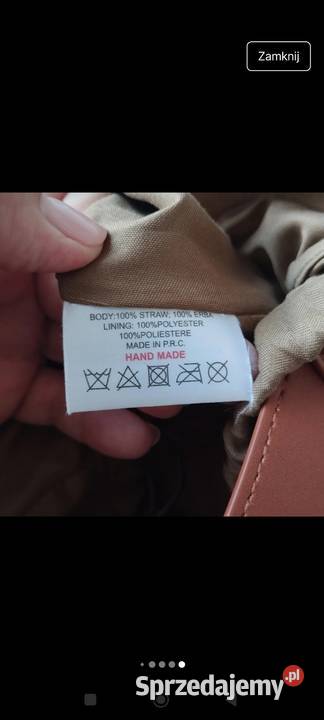 Zamknij
BODY:100% STRAW; 100% ERBA
LINING: 100%POLYESTER
100%POLIESTERE
MADE IN P.R.C.
HAND MADE
Sprzedajemy.pl